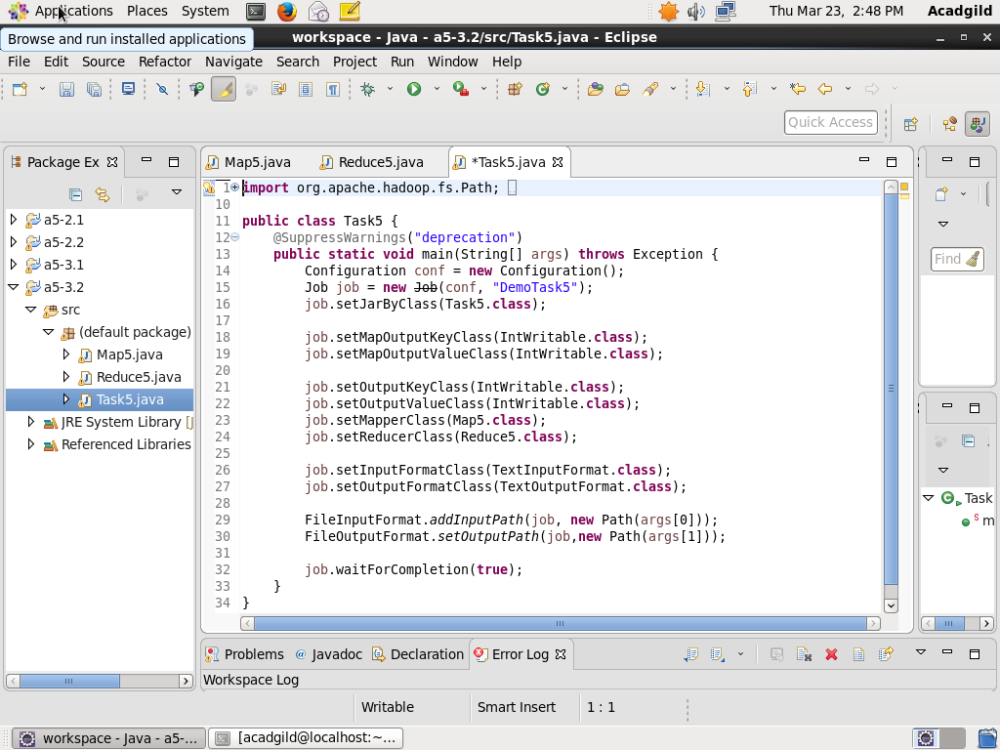 Applications Places System Thu Mar 23, 2:48 PM Acadgild
Browse and run installed applications
workspace - Java - a5-3.2/src/Task5.java - Eclipse
File Edit Source Refactor Navigate Search Project Run Window Help
Quick Access
Package Ex
Map5.java Reduce5.java *Task5.java
a5-2.1
a5-2.2
a5-3.1
a5-3.2
src
(default package)
Map5.java
Reduce5.java
Task5.java
JRE System Library [J
Referenced Libraries
1 import org.apache.hadoop.fs.Path;
10
11 public class Task5 {
12 @SuppressWarnings("deprecation")
13 public static void main(String[] args) throws Exception {
14 Configuration conf = new Configuration();
15 Job job = new Job(conf, "DemoTask5");
16 job.setJarByClass(Task5.class);
17
18 job.setMapOutputKeyClass(IntWritable.class);
19 job.setMapOutputValueClass(IntWritable.class);
20
21 job.setOutputKeyClass(IntWritable.class);
22 job.setOutputValueClass(IntWritable.class);
23 job.setMapperClass(Map5.class);
24 job.setReducerClass(Reduce5.class);
25
26 job.setInputFormatClass(TextInputFormat.class);
27 job.setOutputFormatClass(TextOutputFormat.class);
28
29 FileInputFormat.addInputPath(job, new Path(args[0]));
30 FileOutputFormat.setOutputPath(job,new Path(args[1]));
31
32 job.waitForCompletion(true);
33 }
34 }
Find
Task
S m
Problems @ Javadoc Declaration Error Log
Workspace Log
Writable Smart Insert 1 : 1
workspace - Java - a5-... [acadgild@localhost:~...